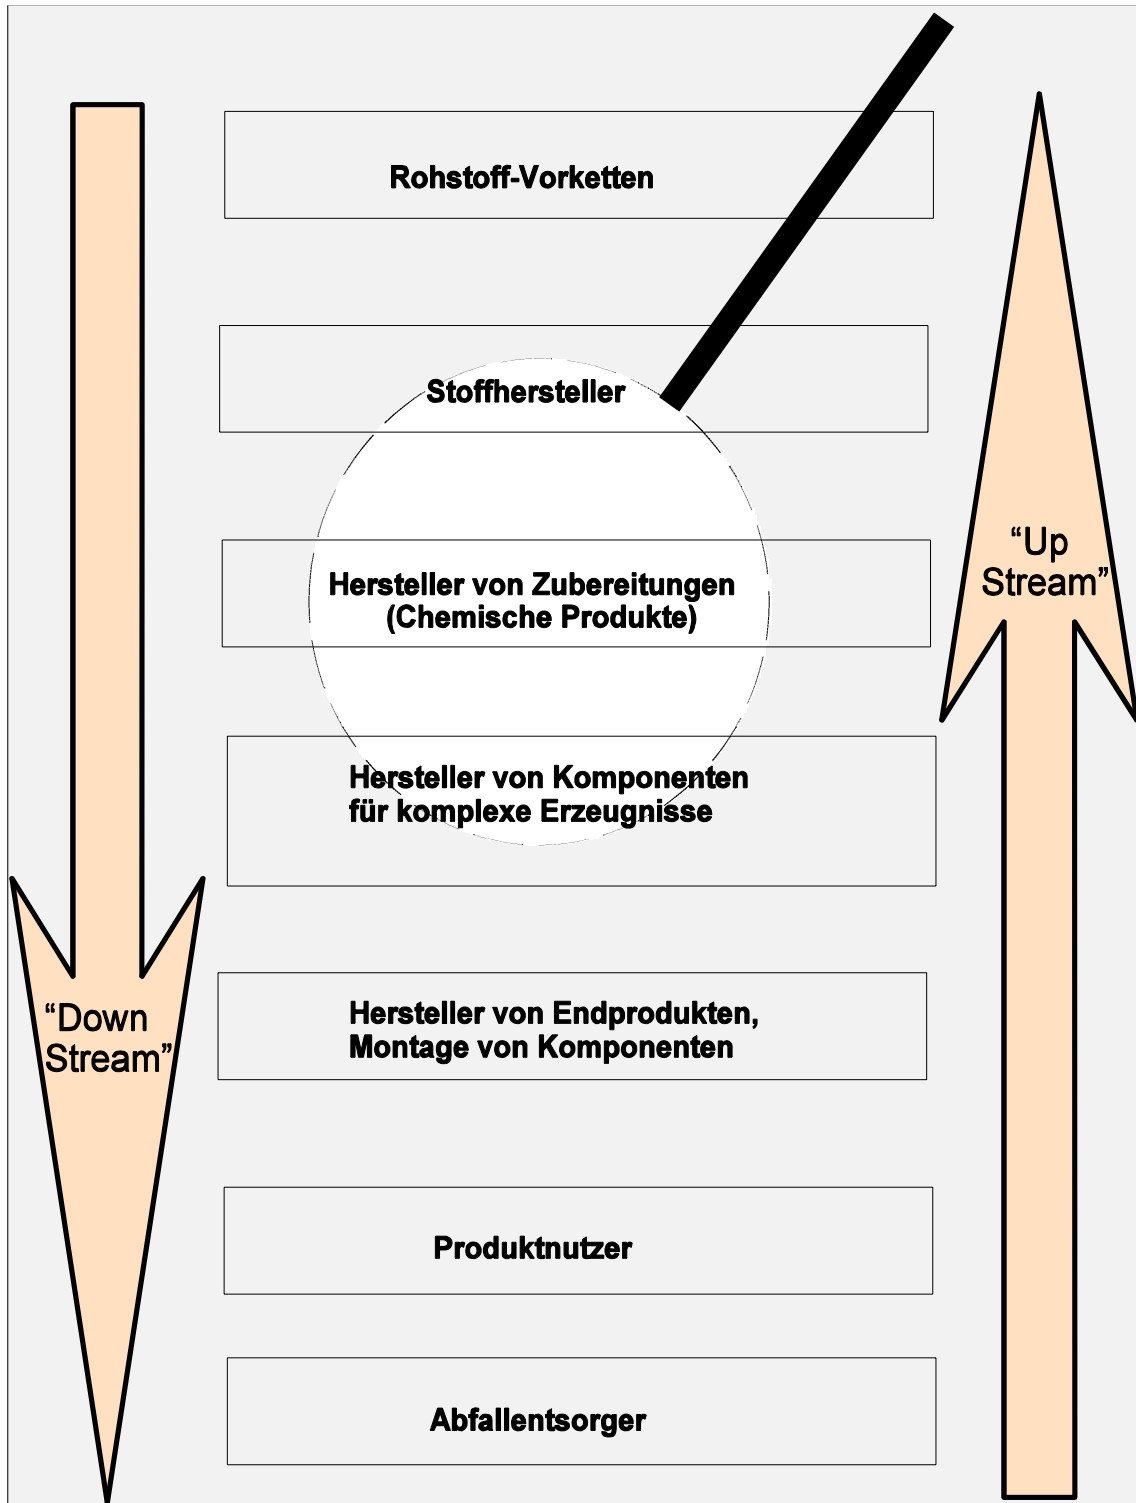 Rohstoff-Vorketten
Stoffhersteller
“Up
Stream”
Hersteller von Zubereitungen
(Chemische Produkte)
Hersteller von Komponenten
für komplexe Erzeugnisse
“Down
Stream”
Hersteller von Endprodukten,
Montage von Komponenten
Produktnutzer
Abfallentsorger